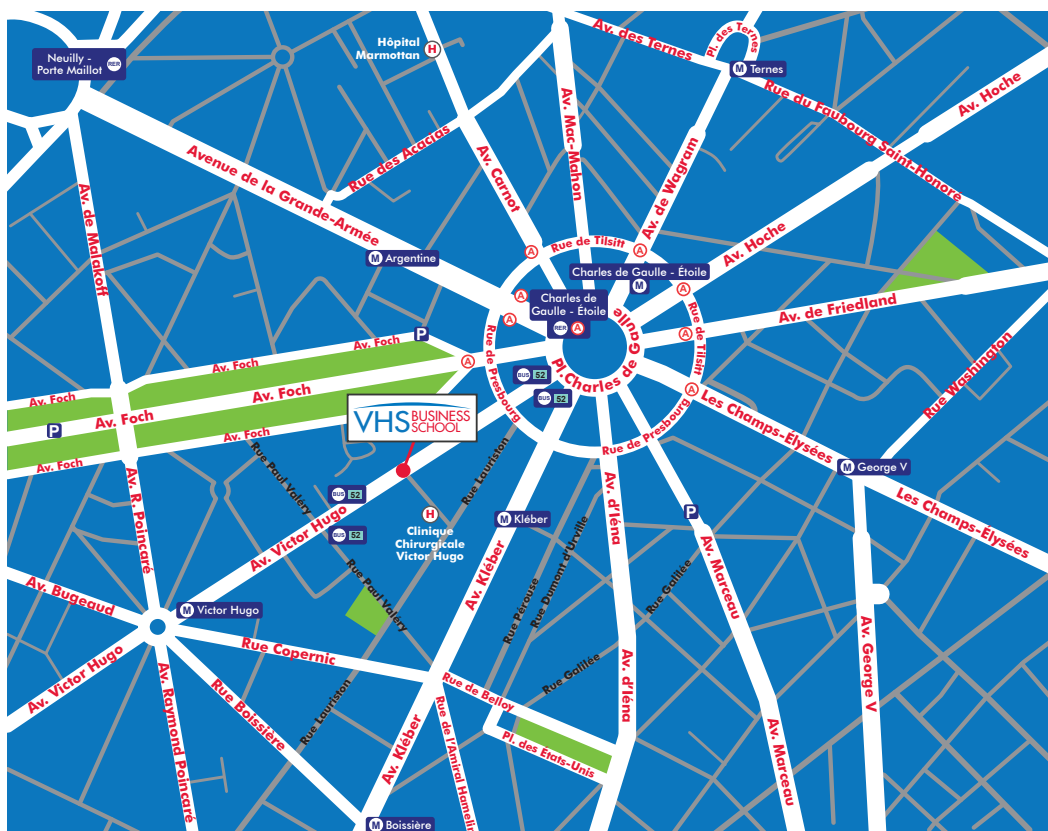 Neuilly -
Porte Maillot
RER
Hôpital
Marmottan
H
Av. des Ternes
Pl. des Ternes
M Ternes
Rue du Faubourg Saint-Honore
Av. Hoche
Av. Mac-Mahon
Av. Carnot
Av. de Wagram
Rue des Acacias
Avenue de la Grande-Armée
Av. de Malakoff
M Argentine
A
Rue de Tilsitt
A
Charles de Gaulle - Étoile
M
Av. Hoche
A
A
Charles de
Gaulle - Étoile
RER A
A
Av. de Friedland
A
Rue de Tilsitt
Pl. Charles de Gaulle
Rue de Presbourg
P
Av. Foch
Av. Foch
A
BUS 52
BUS 52
A
Rue Washington
Av. Foch
Av. Foch
Av. Foch
P
Av. Foch
Av. Foch
VHS BUSINESS
SCHOOL
Les Champs-Élysées
Rue de Presbourg
M George V
Les Champs-Élysées
Rue Paul Valéry
Rue Lauriston
Av. R. Poincaré
BUS 52
BUS 52
Av. Victor Hugo
H
Clinique
Chirurgicale
Victor Hugo
M Kléber
Av. Kléber
Av. d'Iéna
P
Av. Marceau
Rue Dumont d'Urville
Rue Pérouse
Rue Galilée
Rue Paul Valéry
Av. Bugeaud
M Victor Hugo
Av. Victor Hugo
Rue Copernic
Rue Galilée
Av. d'Iéna
Av. George V
Av. Raymond Poincaré
Rue Boissière
Rue Lauriston
Rue de Belloy
Pl. des États-Unis
Av. Kléber
Rue de l'Amiral Hamelin
Av. Marceau
M Boissière